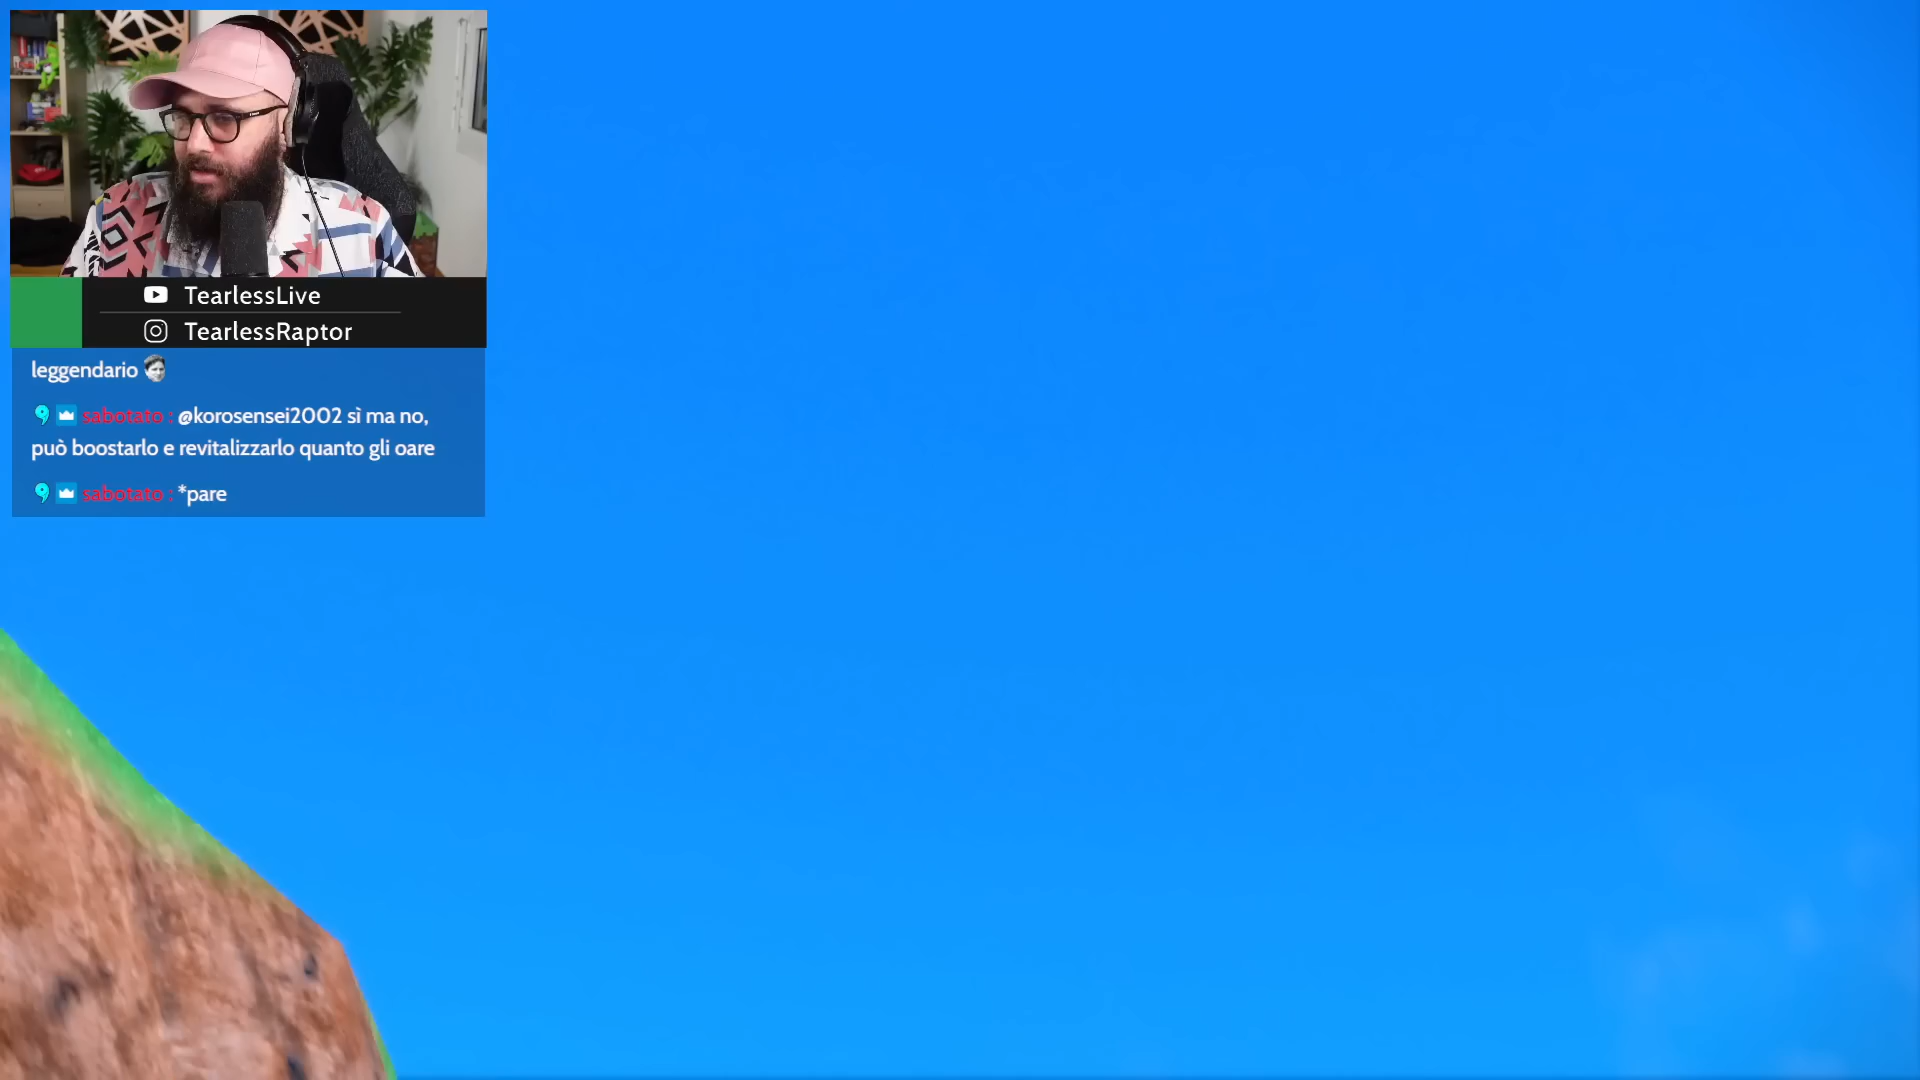 TearlessLive
TearlessRaptor
leggendario
sabotato : @korosensei2002 sì ma no,
può boostarlo e revitalizzarlo quanto gli oare
sabotato : *pare